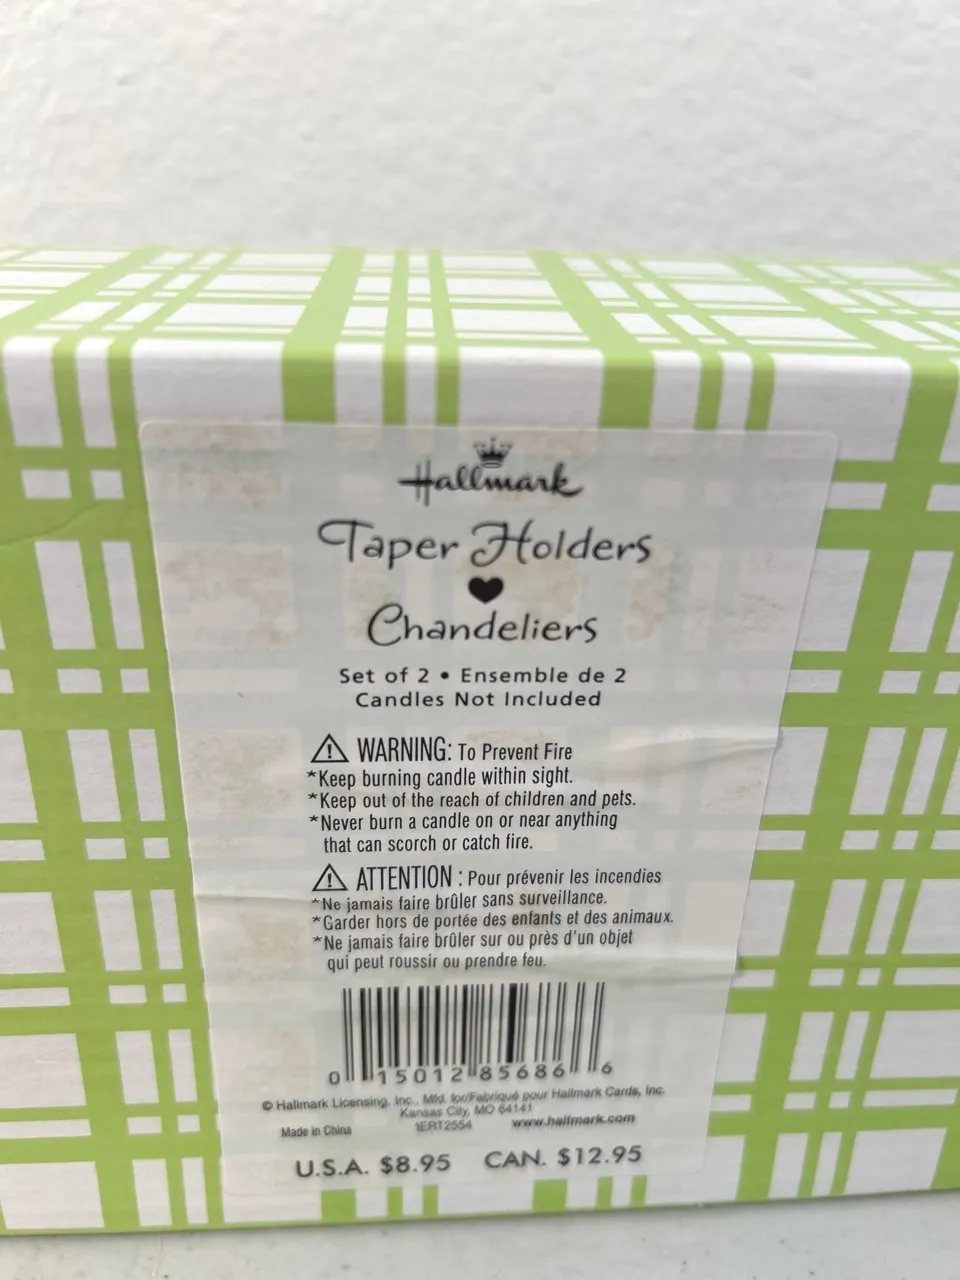 Hallmark
Taper Holders
Chandeliers
Set of 2 • Ensemble de 2
Candles Not Included
WARNING: To Prevent Fire
*Keep burning candle within sight.
*Keep out of the reach of children and pets.
*Never burn a candle on or near anything
that can scorch or catch fire.
ATTENTION : Pour prévenir les incendies
*Ne jamais faire brûler sans surveillance.
*Garder hors de portée des enfants et des animaux.
*Ne jamais faire brûler sur ou près d'un objet
qui peut roussir ou prendre feu.
0 15012 85686 6
© Hallmark Licensing, Inc., Mfd. for/Fabriqué pour Hallmark Cards, Inc.
Kansas City, MO 64141
Made in China 1ERT2554 www.hallmark.com
U.S.A. $8.95 CAN. $12.95